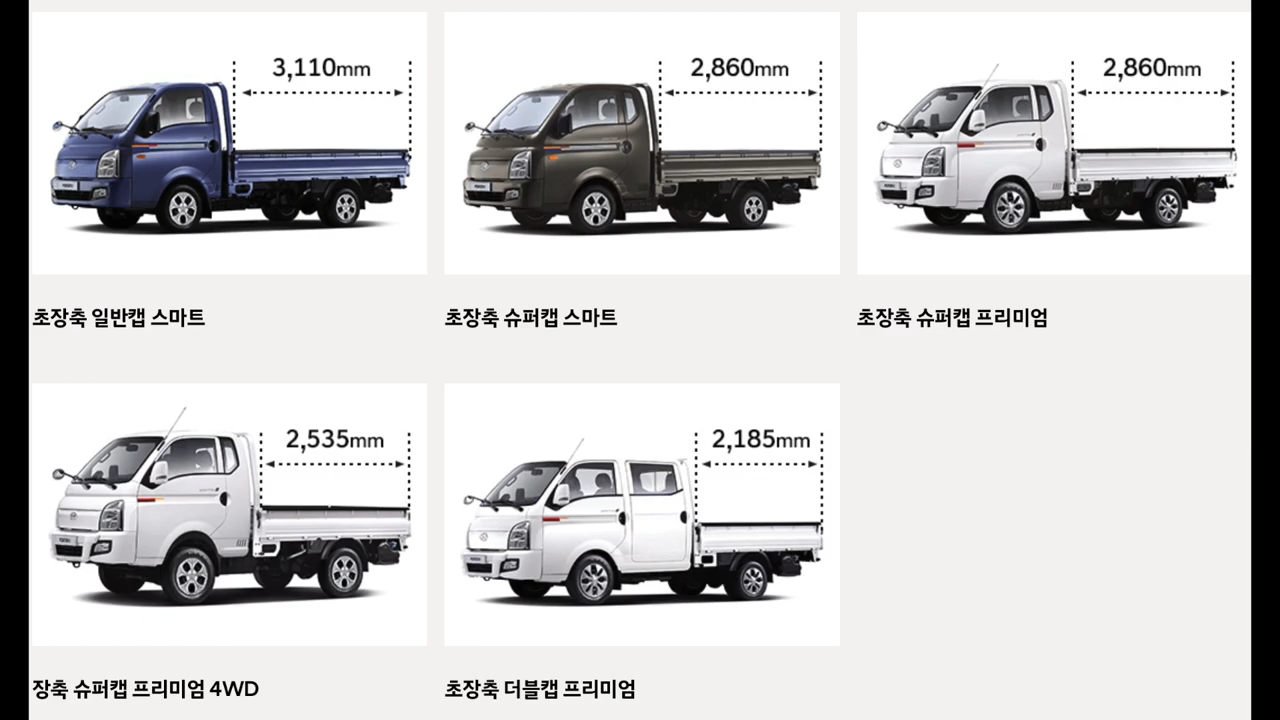 3,110mm
2,860mm
2,860mm
초장축 일반캡 스마트
초장축 슈퍼캡 스마트
초장축 슈퍼캡 프리미엄
2,535mm
2,185mm
장축 슈퍼캡 프리미엄 4WD
초장축 더블캡 프리미엄